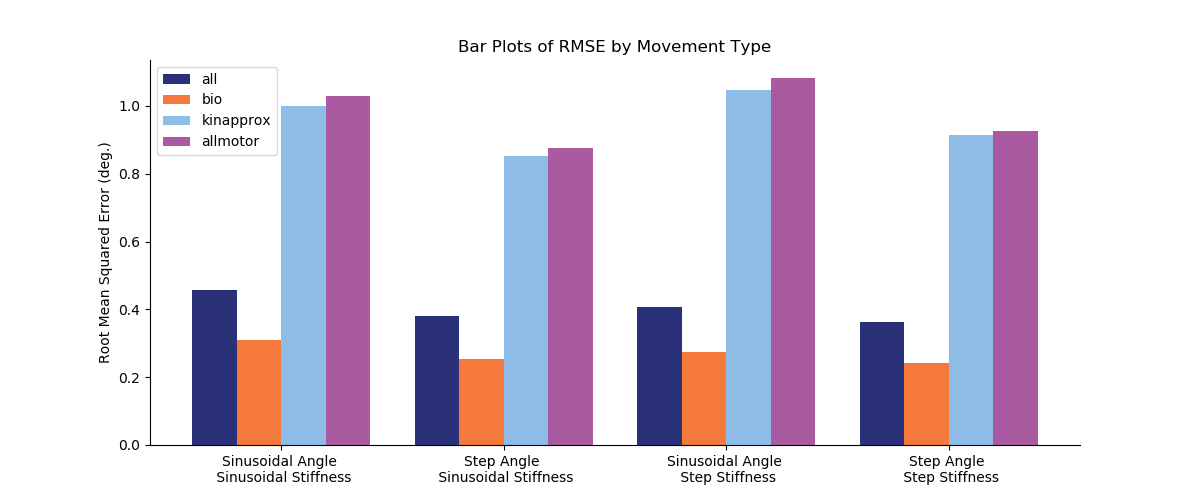 Bar Plots of RMSE by Movement Type
all
bio
kinapprox
allmotor
Root Mean Squared Error (deg.)
1.0
0.8
0.6
0.4
0.2
0.0
Sinusoidal Angle
Sinusoidal Stiffness
Step Angle
Sinusoidal Stiffness
Sinusoidal Angle
Step Stiffness
Step Angle
Step Stiffness